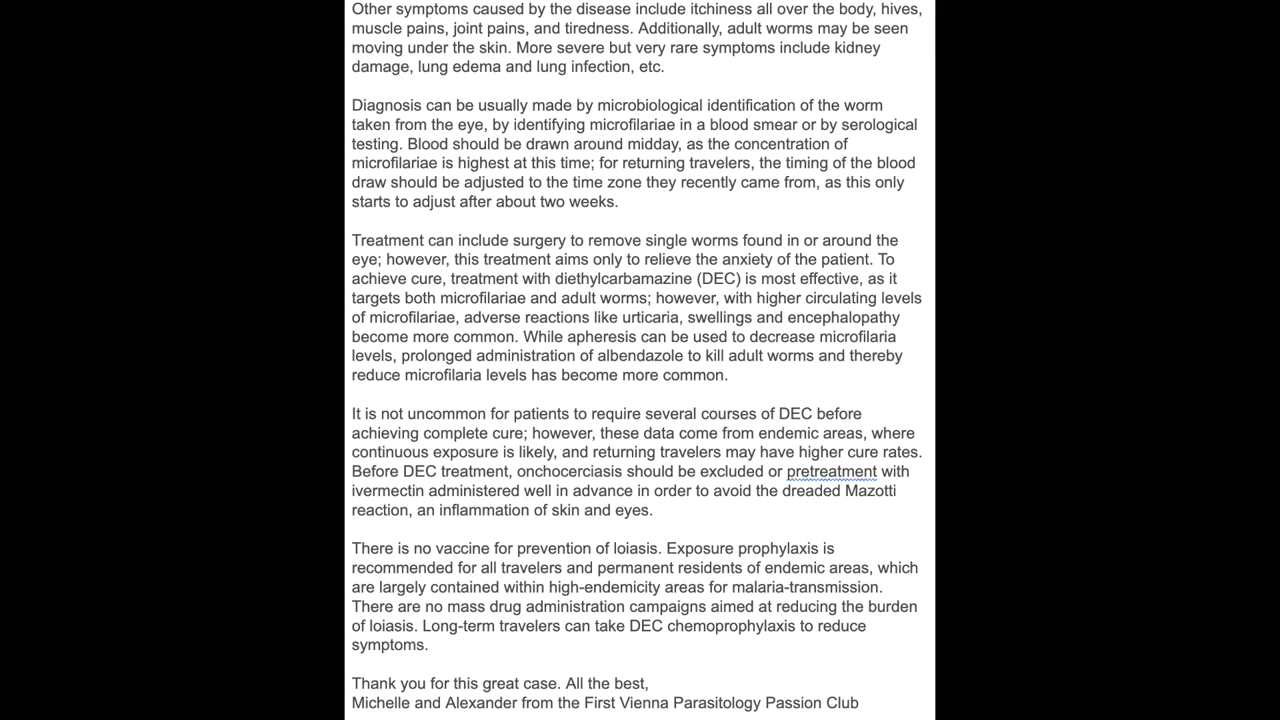 Other symptoms caused by the disease include itchiness all over the body, hives,
muscle pains, joint pains, and tiredness. Additionally, adult worms may be seen
moving under the skin. More severe but very rare symptoms include kidney
damage, lung edema and lung infection, etc.
Diagnosis can be usually made by microbiological identification of the worm
taken from the eye, by identifying microfilariae in a blood smear or by serological
testing. Blood should be drawn around midday, as the concentration of
microfilariae is highest at this time; for returning travelers, the timing of the blood
draw should be adjusted to the time zone they recently came from, as this only
starts to adjust after about two weeks.
Treatment can include surgery to remove single worms found in or around the
eye; however, this treatment aims only to relieve the anxiety of the patient. To
achieve cure, treatment with diethylcarbamazine (DEC) is most effective, as it
targets both microfilariae and adult worms; however, with higher circulating levels
of microfilariae, adverse reactions like urticaria, swellings and encephalopathy
become more common. While apheresis can be used to decrease microfilaria
levels, prolonged administration of albendazole to kill adult worms and thereby
reduce microfilaria levels has become more common.
It is not uncommon for patients to require several courses of DEC before
achieving complete cure; however, these data come from endemic areas, where
continuous exposure is likely, and returning travelers may have higher cure rates.
Before DEC treatment, onchocerciasis should be excluded or pretreatment with
ivermectin administered well in advance in order to avoid the dreaded Mazotti
reaction, an inflammation of skin and eyes.
There is no vaccine for prevention of loiasis. Exposure prophylaxis is
recommended for all travelers and permanent residents of endemic areas, which
are largely contained within high-endemicity areas for malaria-transmission.
There are no mass drug administration campaigns aimed at reducing the burden
of loiasis. Long-term travelers can take DEC chemoprophylaxis to reduce
symptoms.
Thank you for this great case. All the best,
Michelle and Alexander from the First Vienna Parasitology Passion Club